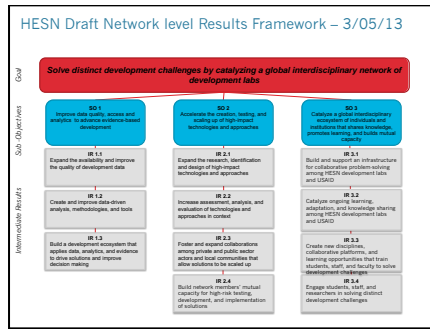 HESN Draft Network level Results Framework – 3/05/13
Goal
Solve distinct development challenges by catalyzing a global interdisciplinary network of
development labs
Sub-Objectives
SO 1
Improve data quality, access and
analytics to advance evidence-based
development
SO 2
Accelerate the creation, testing, and
scaling up of high-impact
technologies and approaches
SO 3
Catalyze a global interdisciplinary
ecosystem of individuals and
institutions that shares knowledge,
promotes learning, and builds mutual
capacity
Intermediate Results
IR 1.1
Expand the availability and improve
the quality of development data
IR 1.2
Create and improve data-driven
analysis, methodologies, and tools
IR 1.3
Build a development ecosystem that
applies data, analytics, and evidence
to drive solutions and improve
decision making
IR 2.1
Expand the research, identification
and design of high-impact
technologies and approaches
IR 2.2
Increase assessment, analysis, and
evaluation of technologies and
approaches in context
IR 2.3
Foster and expand collaborations
among private and public sector
actors and local communities that
allow solutions to be scaled up
IR 2.4
Build network members' mutual
capacity for high-risk testing,
development, and implementation
of solutions
IR 3.1
Build and support an infrastructure
for collaborative problem-solving
among HESN development labs
and USAID
IR 3.2
Catalyze ongoing learning,
adaptation, and knowledge sharing
among HESN development labs
and USAID
IR 3.3
Create new disciplines,
collaborative platforms, and
learning opportunities that train
students, staff, and faculty to solve
development challenges
IR 3.4
Engage students, staff, and
researchers in solving distinct
development challenges